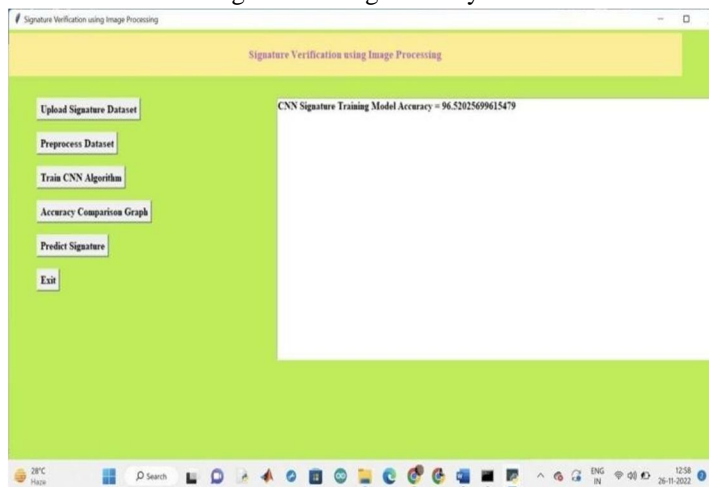 Signature Verification using Image Processing
Signature Verification using Image Processing
Upload Signature Dataset
CNN Signature Training Model Accuracy = 96.52025699615479
Preprocess Dataset
Train CNN Algorithm
Accuracy Comparison Graph
Predict Signature
Exit
28°C
Haze
Search
ENG
IN
12:58
26-11-2022